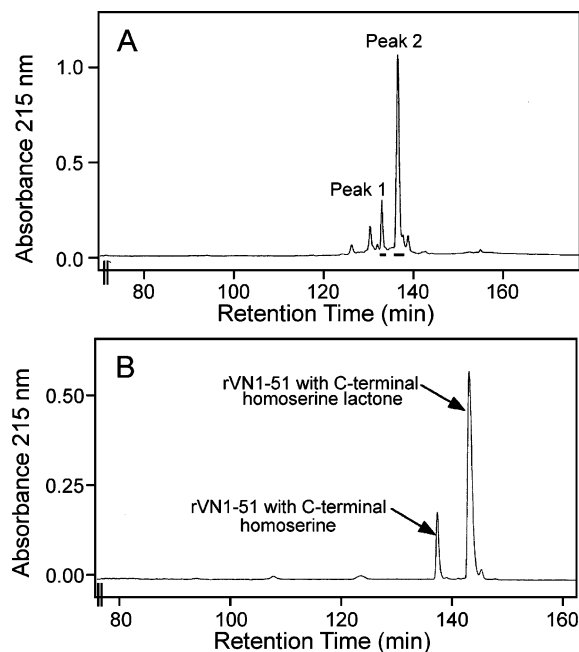 A
Peak 2
1.0
0.5
Peak 1
0.0
80
100
120
140
160
Absorbance 215 nm
Retention Time (min)
B
rVN1-51 with C-terminal
homoserine lactone
0.50
0.25
rVN1-51 with C-terminal
homoserine
0.00
80
100
120
140
160
Absorbance 215 nm
Retention Time (min)